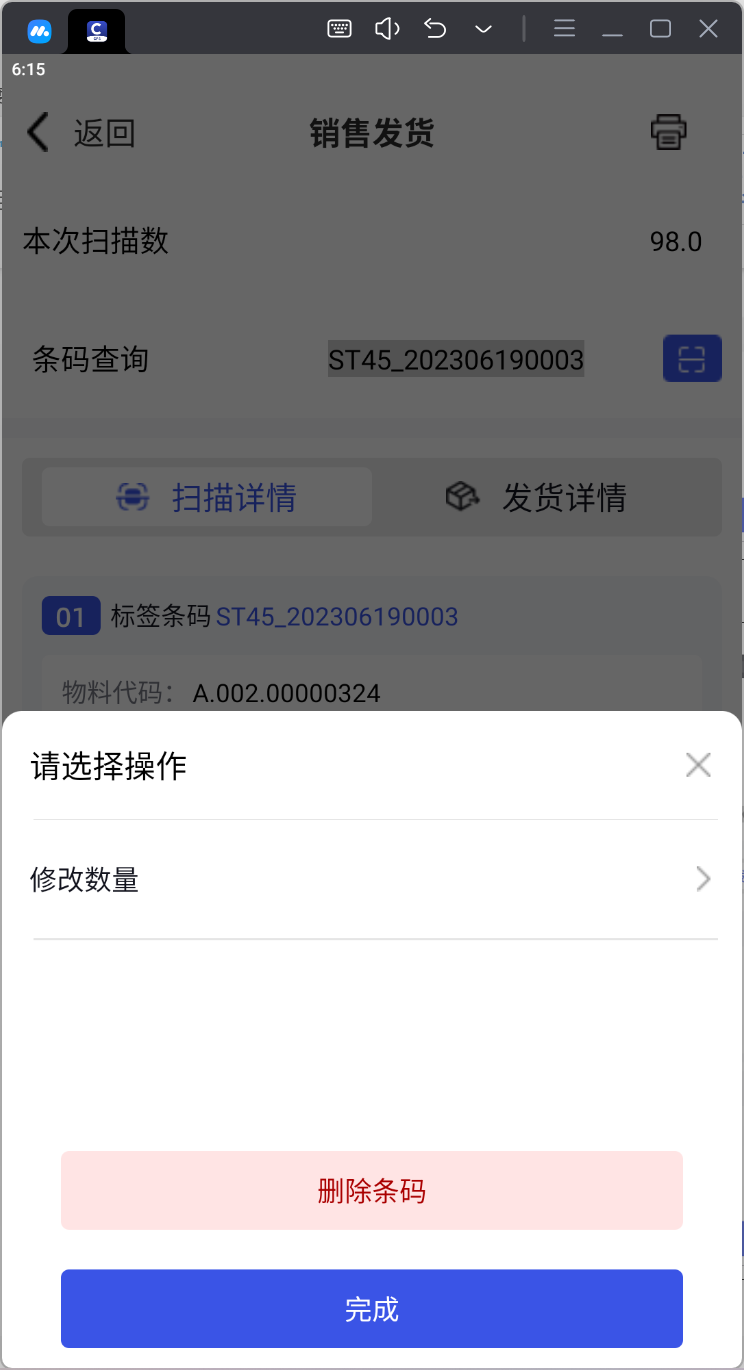 6:15
返回
销售发货
本次扫描数
98.0
条码查询
ST45_202306190003
扫描详情
发货详情
01 标签条码 ST45_202306190003
物料代码： A.002.00000324
请选择操作
修改数量
删除条码
完成